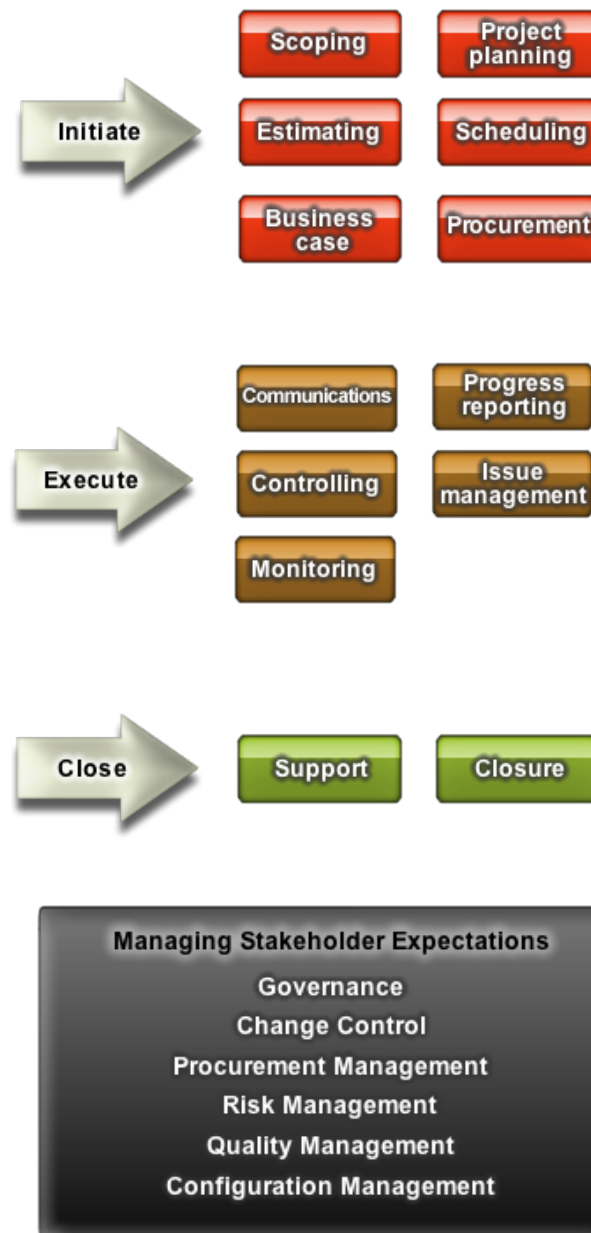 Scoping
Project
planning
Initiate
Estimating
Scheduling
Business
case
Procurement
Communications
Progress
reporting
Execute
Controlling
Issue
management
Monitoring
Close
Support
Closure
Managing Stakeholder Expectations
Governance
Change Control
Procurement Management
Risk Management
Quality Management
Configuration Management